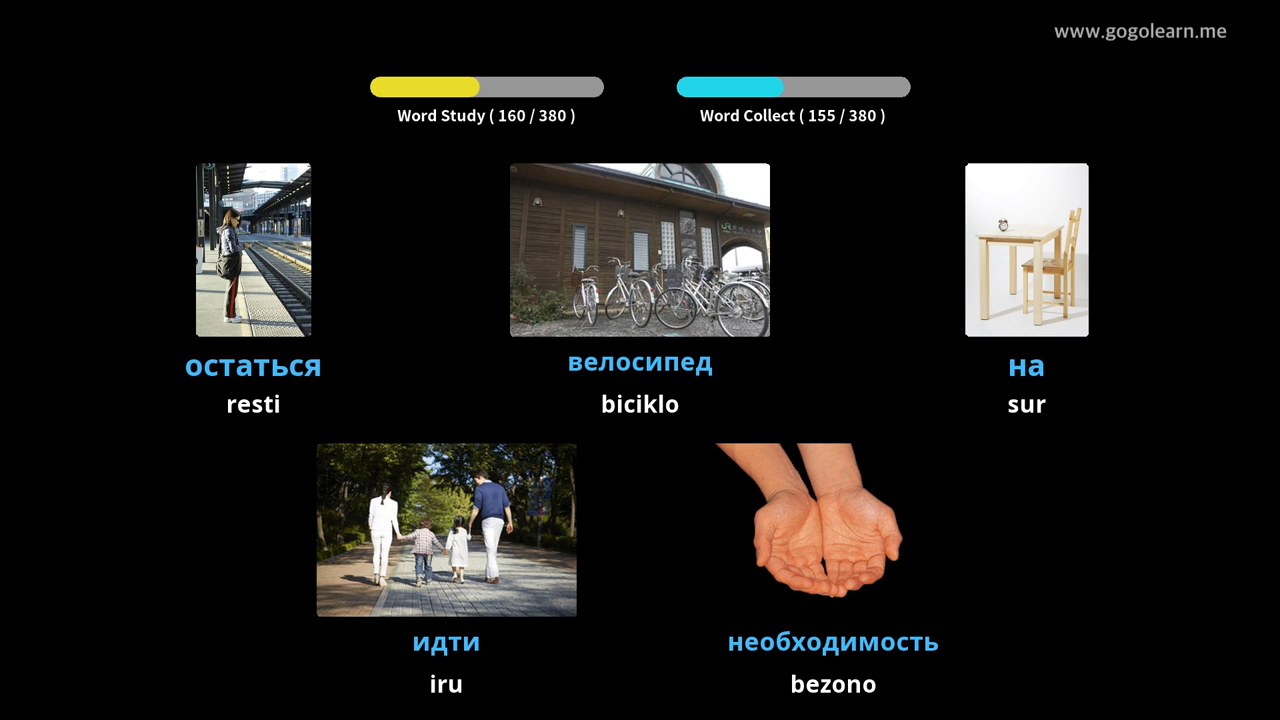 www.gogolearn.me
Word Study ( 160 / 380 )
Word Collect ( 155 / 380 )
остаться
resti
велосипед
biciklo
на
sur
идти
iru
необходимость
bezono